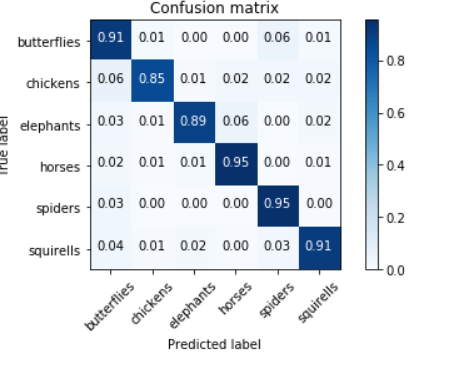 Confusion matrix
True label
butterflies 0.91 0.01 0.00 0.00 0.06 0.01
chickens 0.06 0.85 0.01 0.02 0.02 0.02
elephants 0.03 0.01 0.89 0.06 0.00 0.02
horses 0.02 0.01 0.01 0.95 0.00 0.01
spiders 0.03 0.00 0.00 0.00 0.95 0.00
squirells 0.04 0.01 0.02 0.00 0.03 0.91
butterflies chickens elephants horses spiders squirells
Predicted label
0.8
0.6
0.4
0.2
0.0